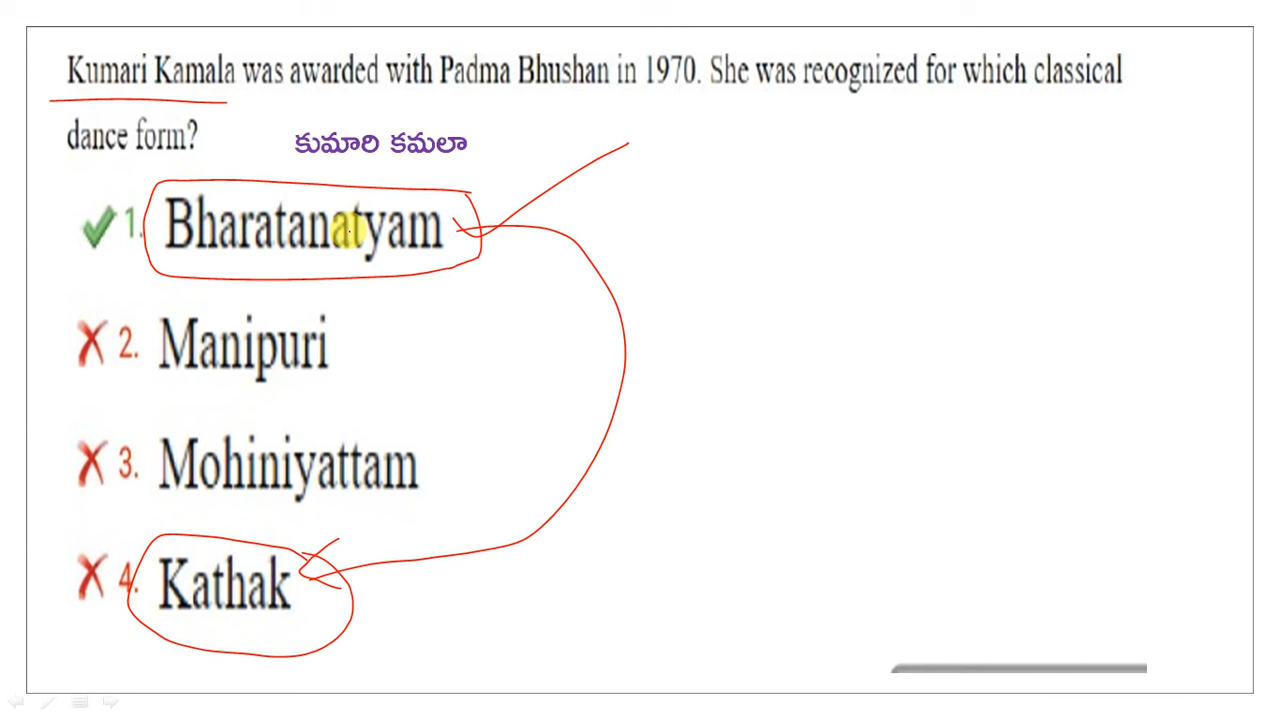 Kumari Kamala was awarded with Padma Bhushan in 1970. She was recognized for which classical
dance form?
కుమారి కమలా
1. Bharatanatyam
2. Manipuri
3. Mohiniyattam
4. Kathak